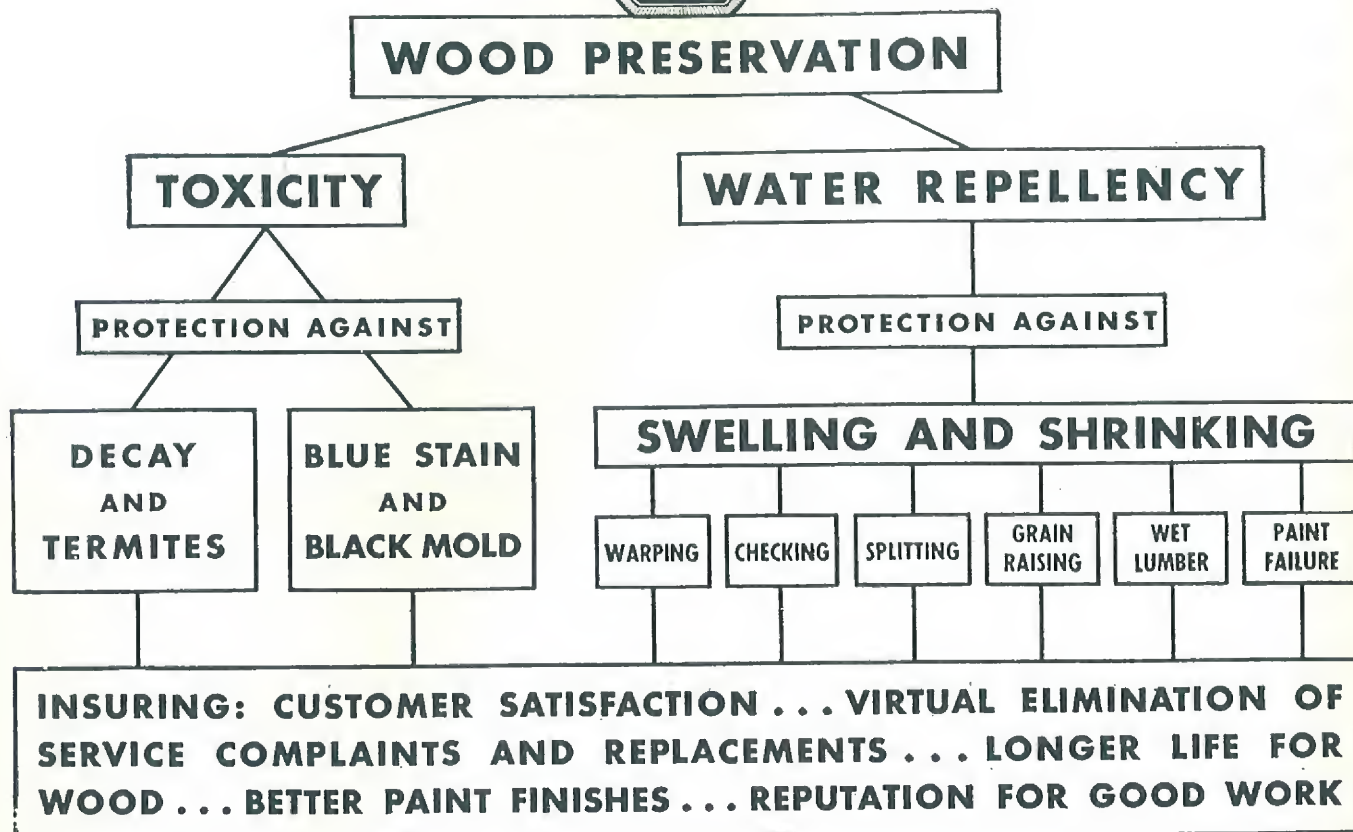 WOOD PRESERVATION
TOXICITY
WATER REPELLENCY
PROTECTION AGAINST
PROTECTION AGAINST
DECAY
AND
TERMITES
BLUE STAIN
AND
BLACK MOLD
SWELLING AND SHRINKING
WARPING
CHECKING
SPLITTING
GRAIN
RAISING
WET
LUMBER
PAINT
FAILURE
INSURING: CUSTOMER SATISFACTION . . . VIRTUAL ELIMINATION OF
SERVICE COMPLAINTS AND REPLACEMENTS . . . LONGER LIFE FOR
WOOD . . . BETTER PAINT FINISHES . . . REPUTATION FOR GOOD WORK